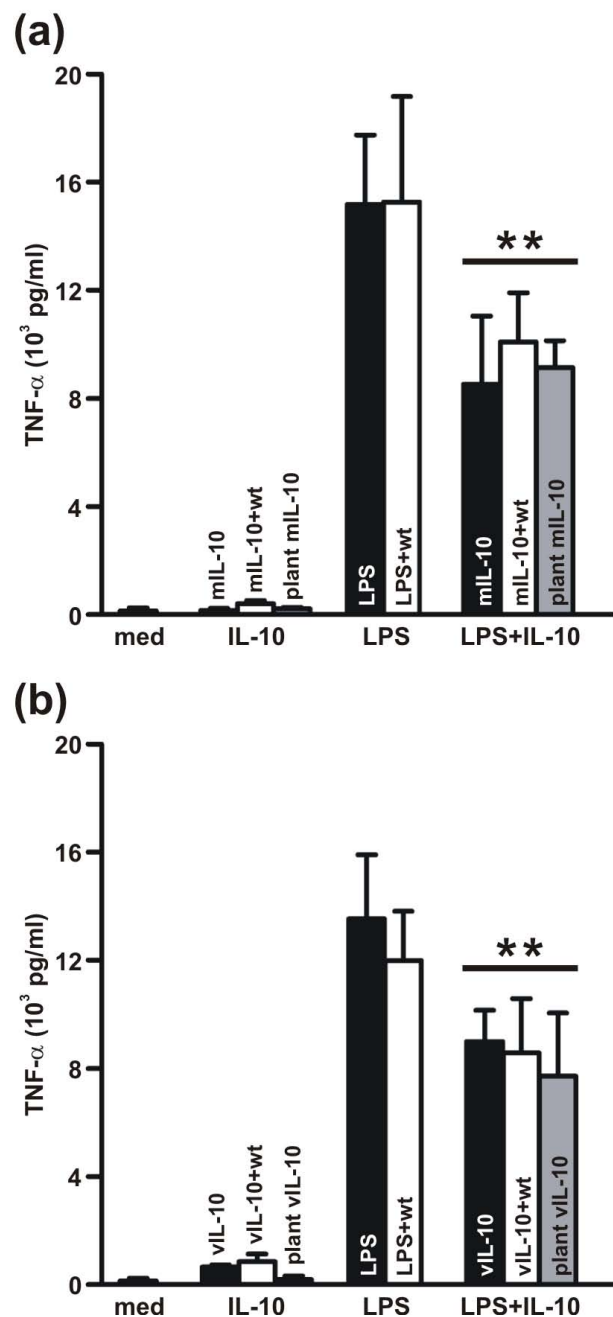 (a)
TNF-α (10³ pg/ml)
20
16
12
8
4
0
**
mIL-10
mIL-10+wt
plant mIL-10
LPS
LPS+wt
mIL-10
mIL-10+wt
plant mIL-10
med IL-10 LPS LPS+IL-10
(b)
TNF-α (10³ pg/ml)
20
16
12
8
4
0
**
vIL-10
vIL-10+wt
plant vIL-10
LPS
LPS+wt
vIL-10
vIL-10+wt
plant vIL-10
med IL-10 LPS LPS+IL-10